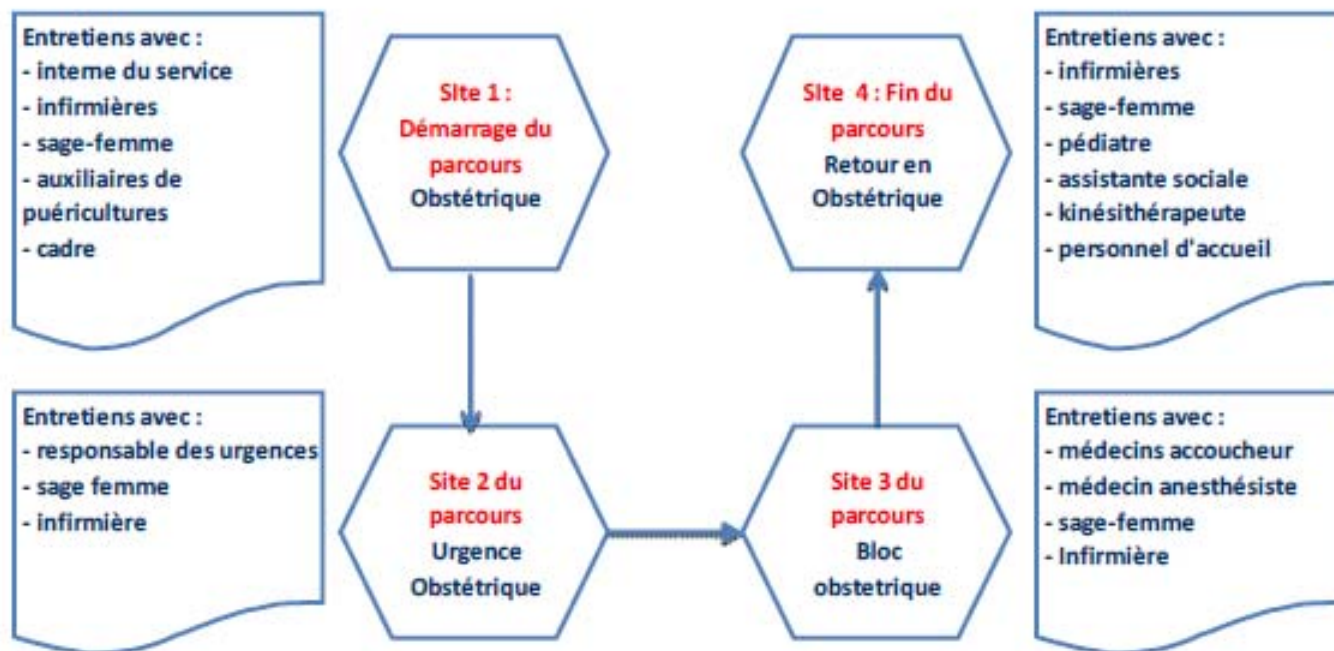 Entretiens avec :
- interne du service
- infirmières
- sage-femme
- auxiliaires de
puéricultures
- cadre
SIte 1 :
Démarrage du
parcours
Obstétrique
SIte 4 : Fin du
parcours
Retour en
Obstétrique
Entretiens avec :
- infirmières
- sage-femme
- pédiatre
- assistante sociale
- kinésithérapeute
- personnel d'accueil
Entretiens avec :
- responsable des urgences
- sage femme
- infirmière
Site 2 du
parcours
Urgence
Obstétrique
Site 3 du
parcours
Bloc
obstetrique
Entretiens avec :
- médecins accoucheur
- médecin anesthésiste
- sage-femme
- Infirmière